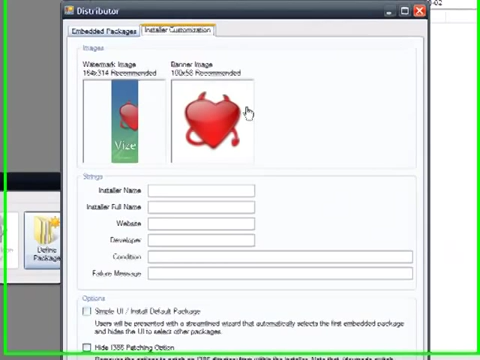 Distributor
-02
Embedded Packages
Installer Customization
Images
Watermark Image
164x314 Recommended
Banner Image
100x58 Recommended
Vize
Strings
Installer Name
Installer Full Name
Website
Developer
Condition
Failure Message
Define
Package
Options
Simple UI / Install Default Package
Users will be presented with a streamlined wizard that automatically selects the first embedded package
and hides the UI to select other packages.
Hide I386 Patching Option